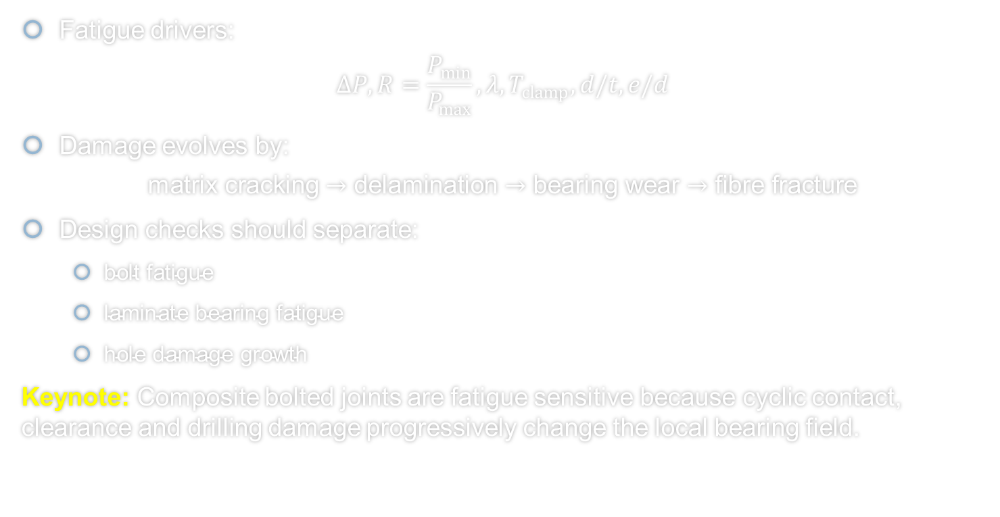 Fatigue drivers:
ΔP, R = P_min/P_max, λ, T_clamp, d/t, e/d
Damage evolves by:
matrix cracking → delamination → bearing wear → fibre fracture
Design checks should separate:
bolt fatigue
laminate bearing fatigue
hole damage growth
Keynote: Composite bolted joints are fatigue sensitive because cyclic contact,
clearance and drilling damage progressively change the local bearing field.